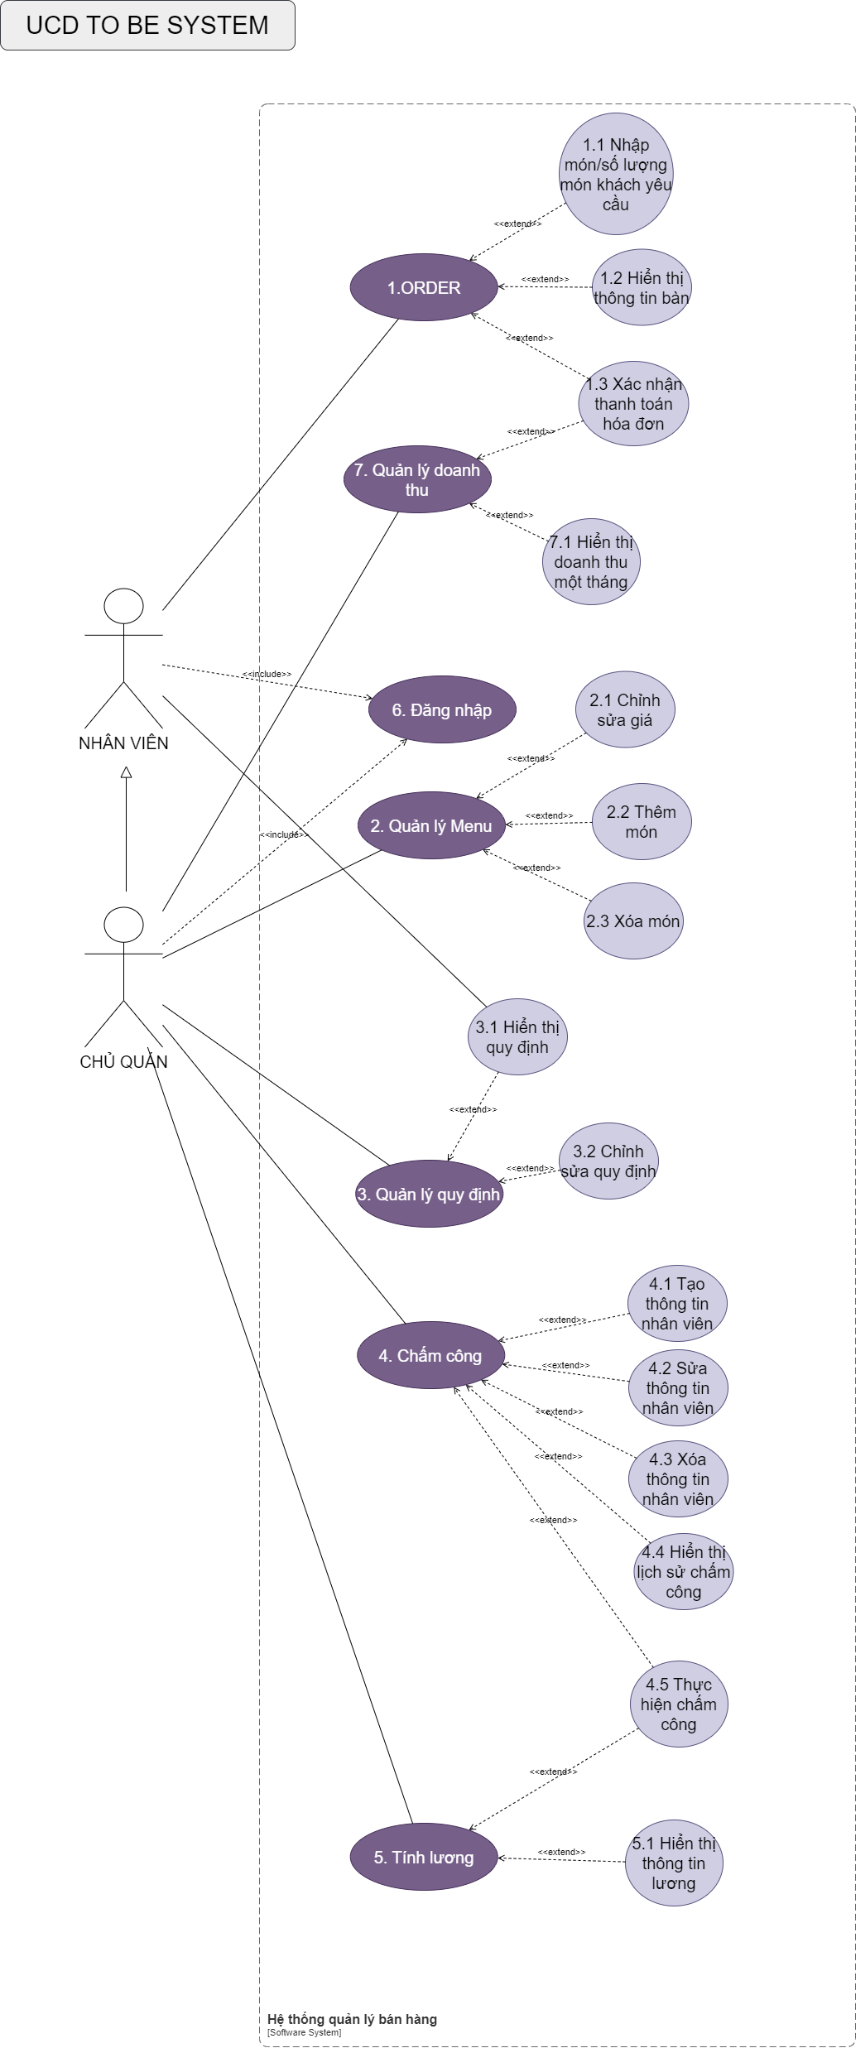 UCD TO BE SYSTEM
1.1 Nhập
món/số lượng
món khách yêu
cầu
<<extend>>
1.ORDER
<<extend>>
1.2 Hiển thị
thông tin bàn
<<extend>>
1.3 Xác nhận
thanh toán
hóa đơn
<<extend>>
7. Quản lý doanh
thu
<<extend>>
7.1 Hiển thị
doanh thu
một tháng
NHÂN VIÊN
<<include>>
6. Đăng nhập
2.1 Chỉnh
sửa giá
<<extend>>
2. Quản lý Menu
<<extend>>
2.2 Thêm
món
<<include>>
<<extend>>
2.3 Xóa món
CHỦ QUÁN
3.1 Hiển thị
quy định
<<extend>>
3.2 Chỉnh
sửa quy định
<<extend>>
3. Quản lý quy định
4.1 Tạo
thông tin
nhân viên
<<extend>>
4. Chấm công
<<extend>>
4.2 Sửa
thông tin
nhân viên
<<extend>>
4.3 Xóa
thông tin
nhân viên
<<extend>>
4.4 Hiển thị
lịch sử chấm
công
<<extend>>
4.5 Thực
hiện chấm
công
<<extend>>
5. Tính lương
<<extend>>
5.1 Hiển thị
thông tin
lương
Hệ thống quản lý bán hàng
[Software System]